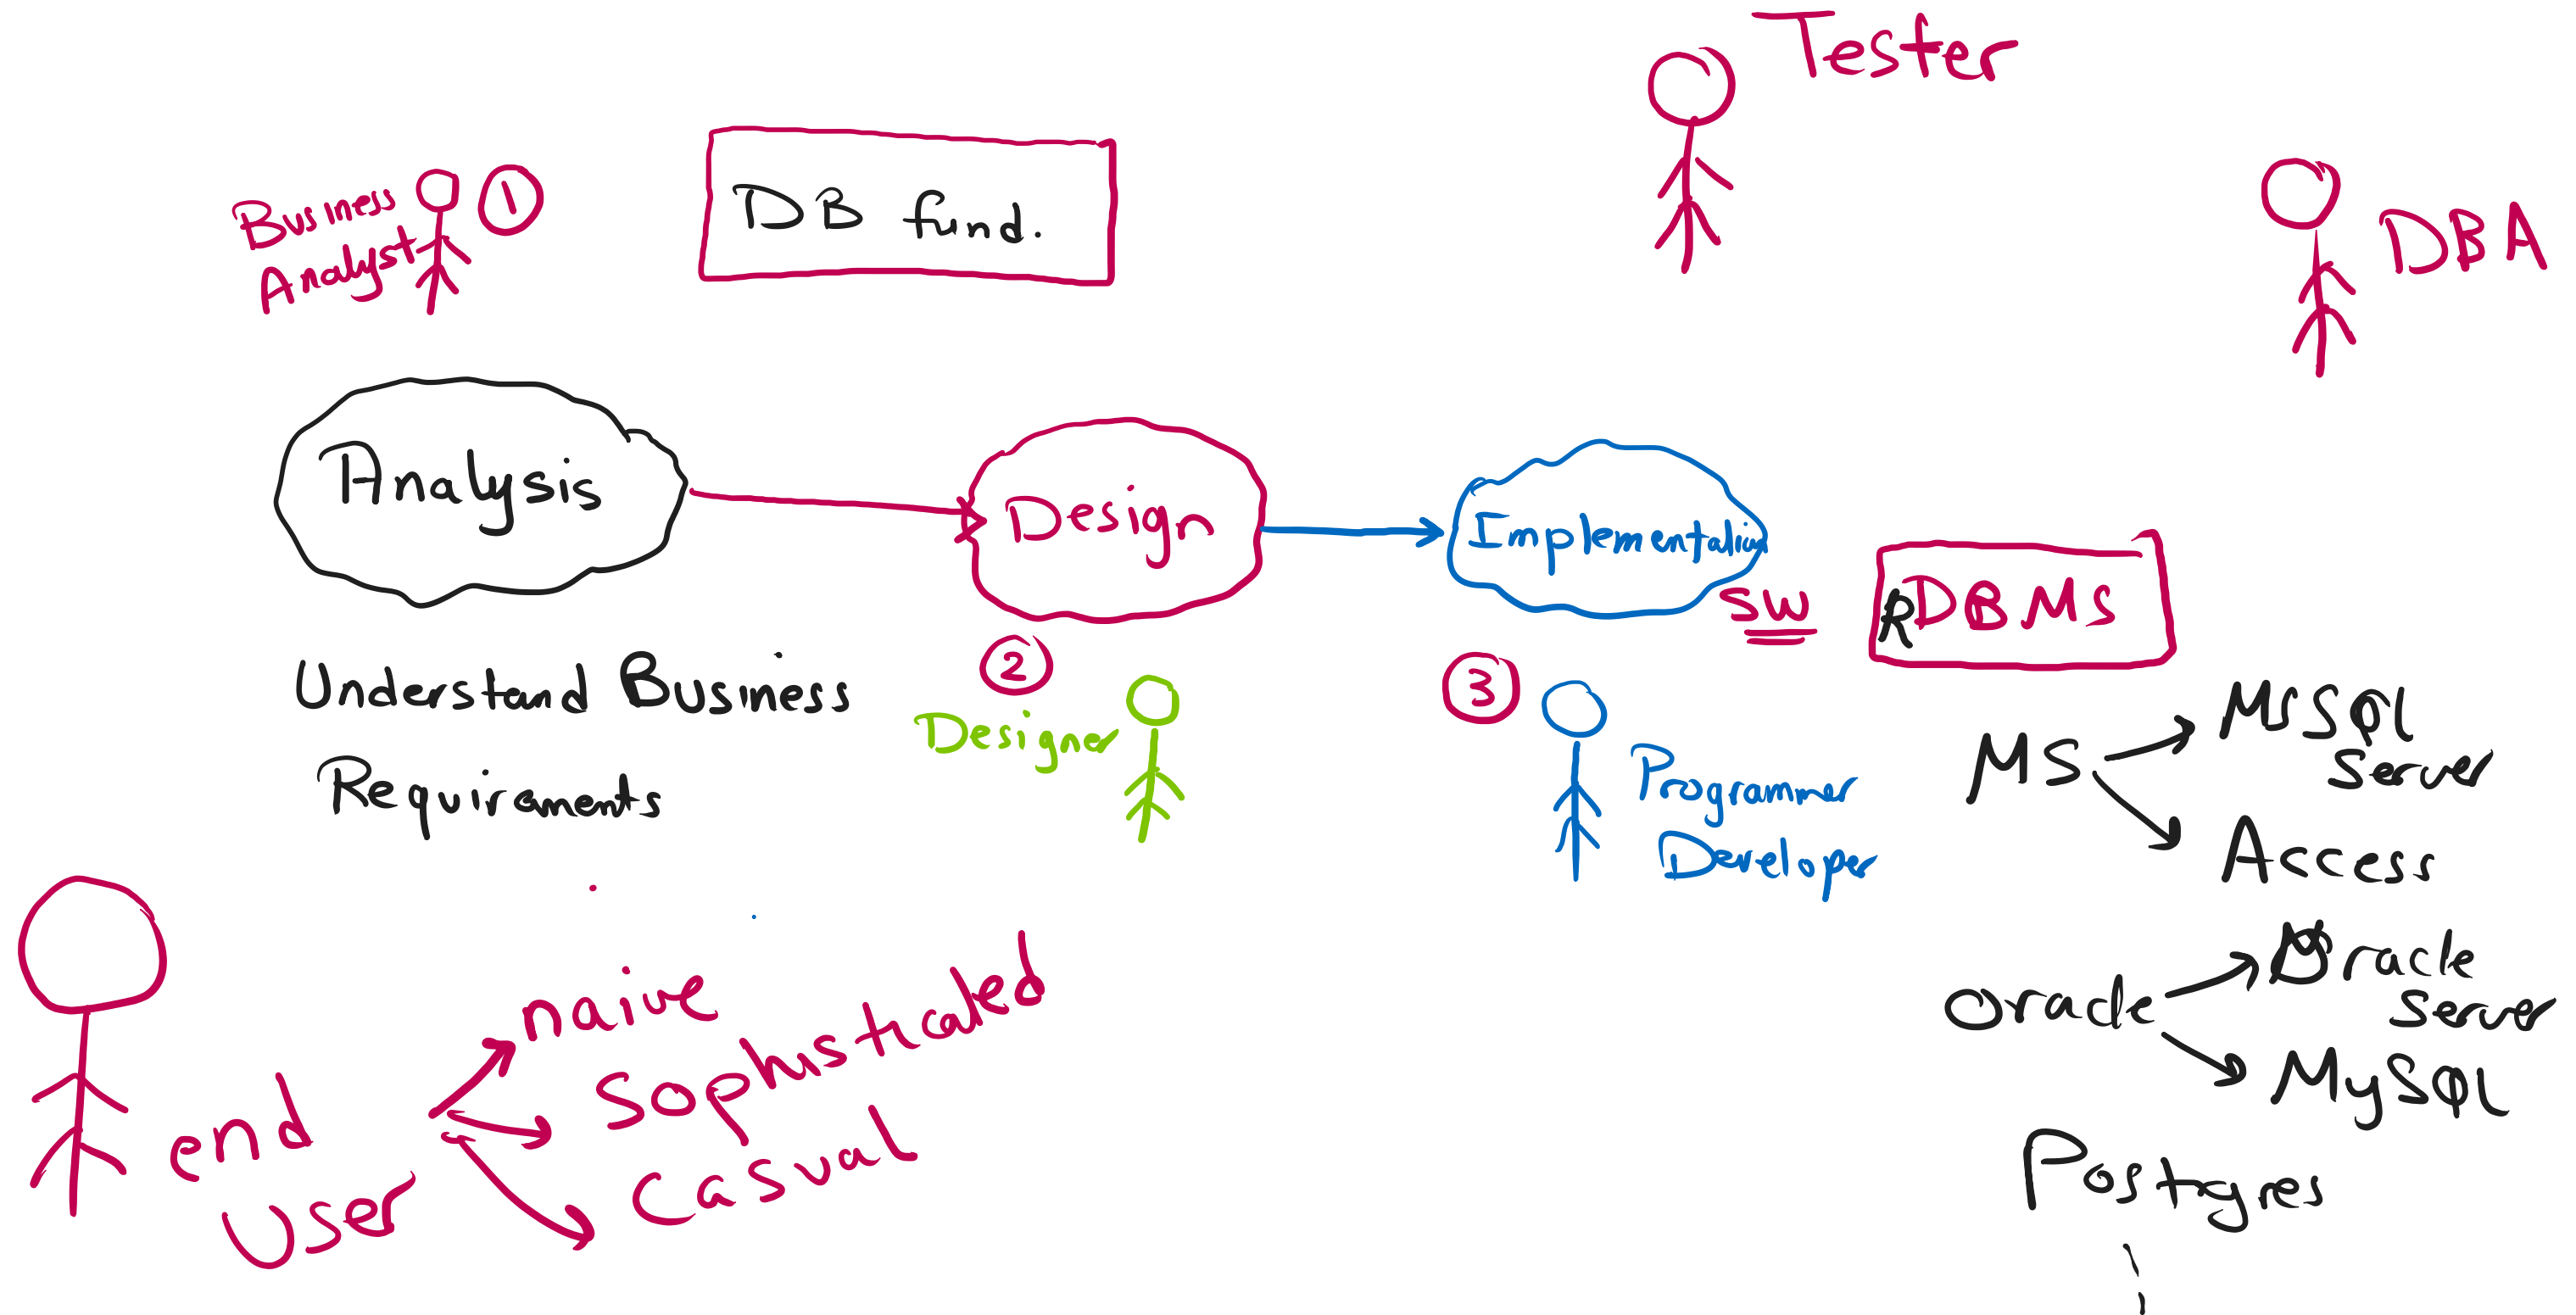 Tester
Business
Analyst
1
DB fund.
DBA
Analysis
Design
Implementation
SW
RDBMS
Understand Business
Requirements
2
Designer
3
Programmer
Developer
MS
MSSQL
Server
Access
end
User
naive
Sophisticated
Casual
Oracle
Oracle
Server
MySQL
Postgres